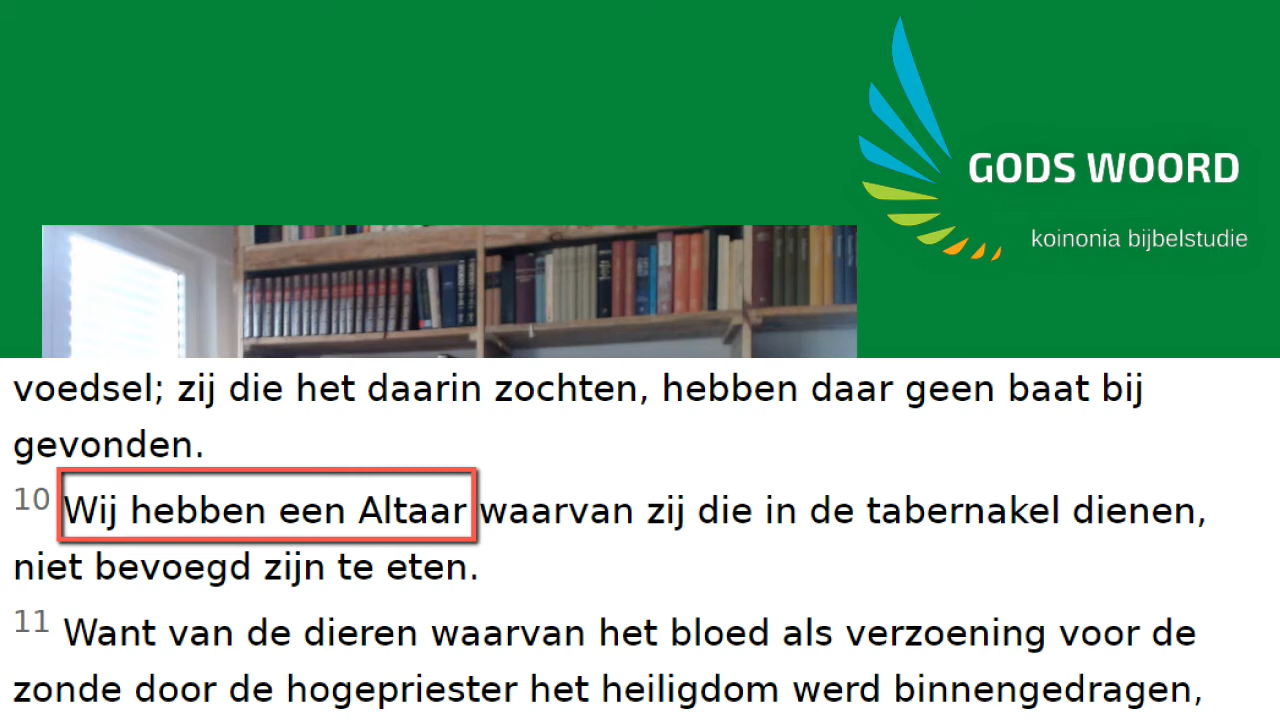 GODS WOORD
koinonia bijbelstudie
voedsel; zij die het daarin zochten, hebben daar geen baat bij
gevonden.
10 Wij hebben een Altaar waarvan zij die in de tabernakel dienen,
niet bevoegd zijn te eten.
11 Want van de dieren waarvan het bloed als verzoening voor de
zonde door de hogepriester het heiligdom werd binnengedragen,